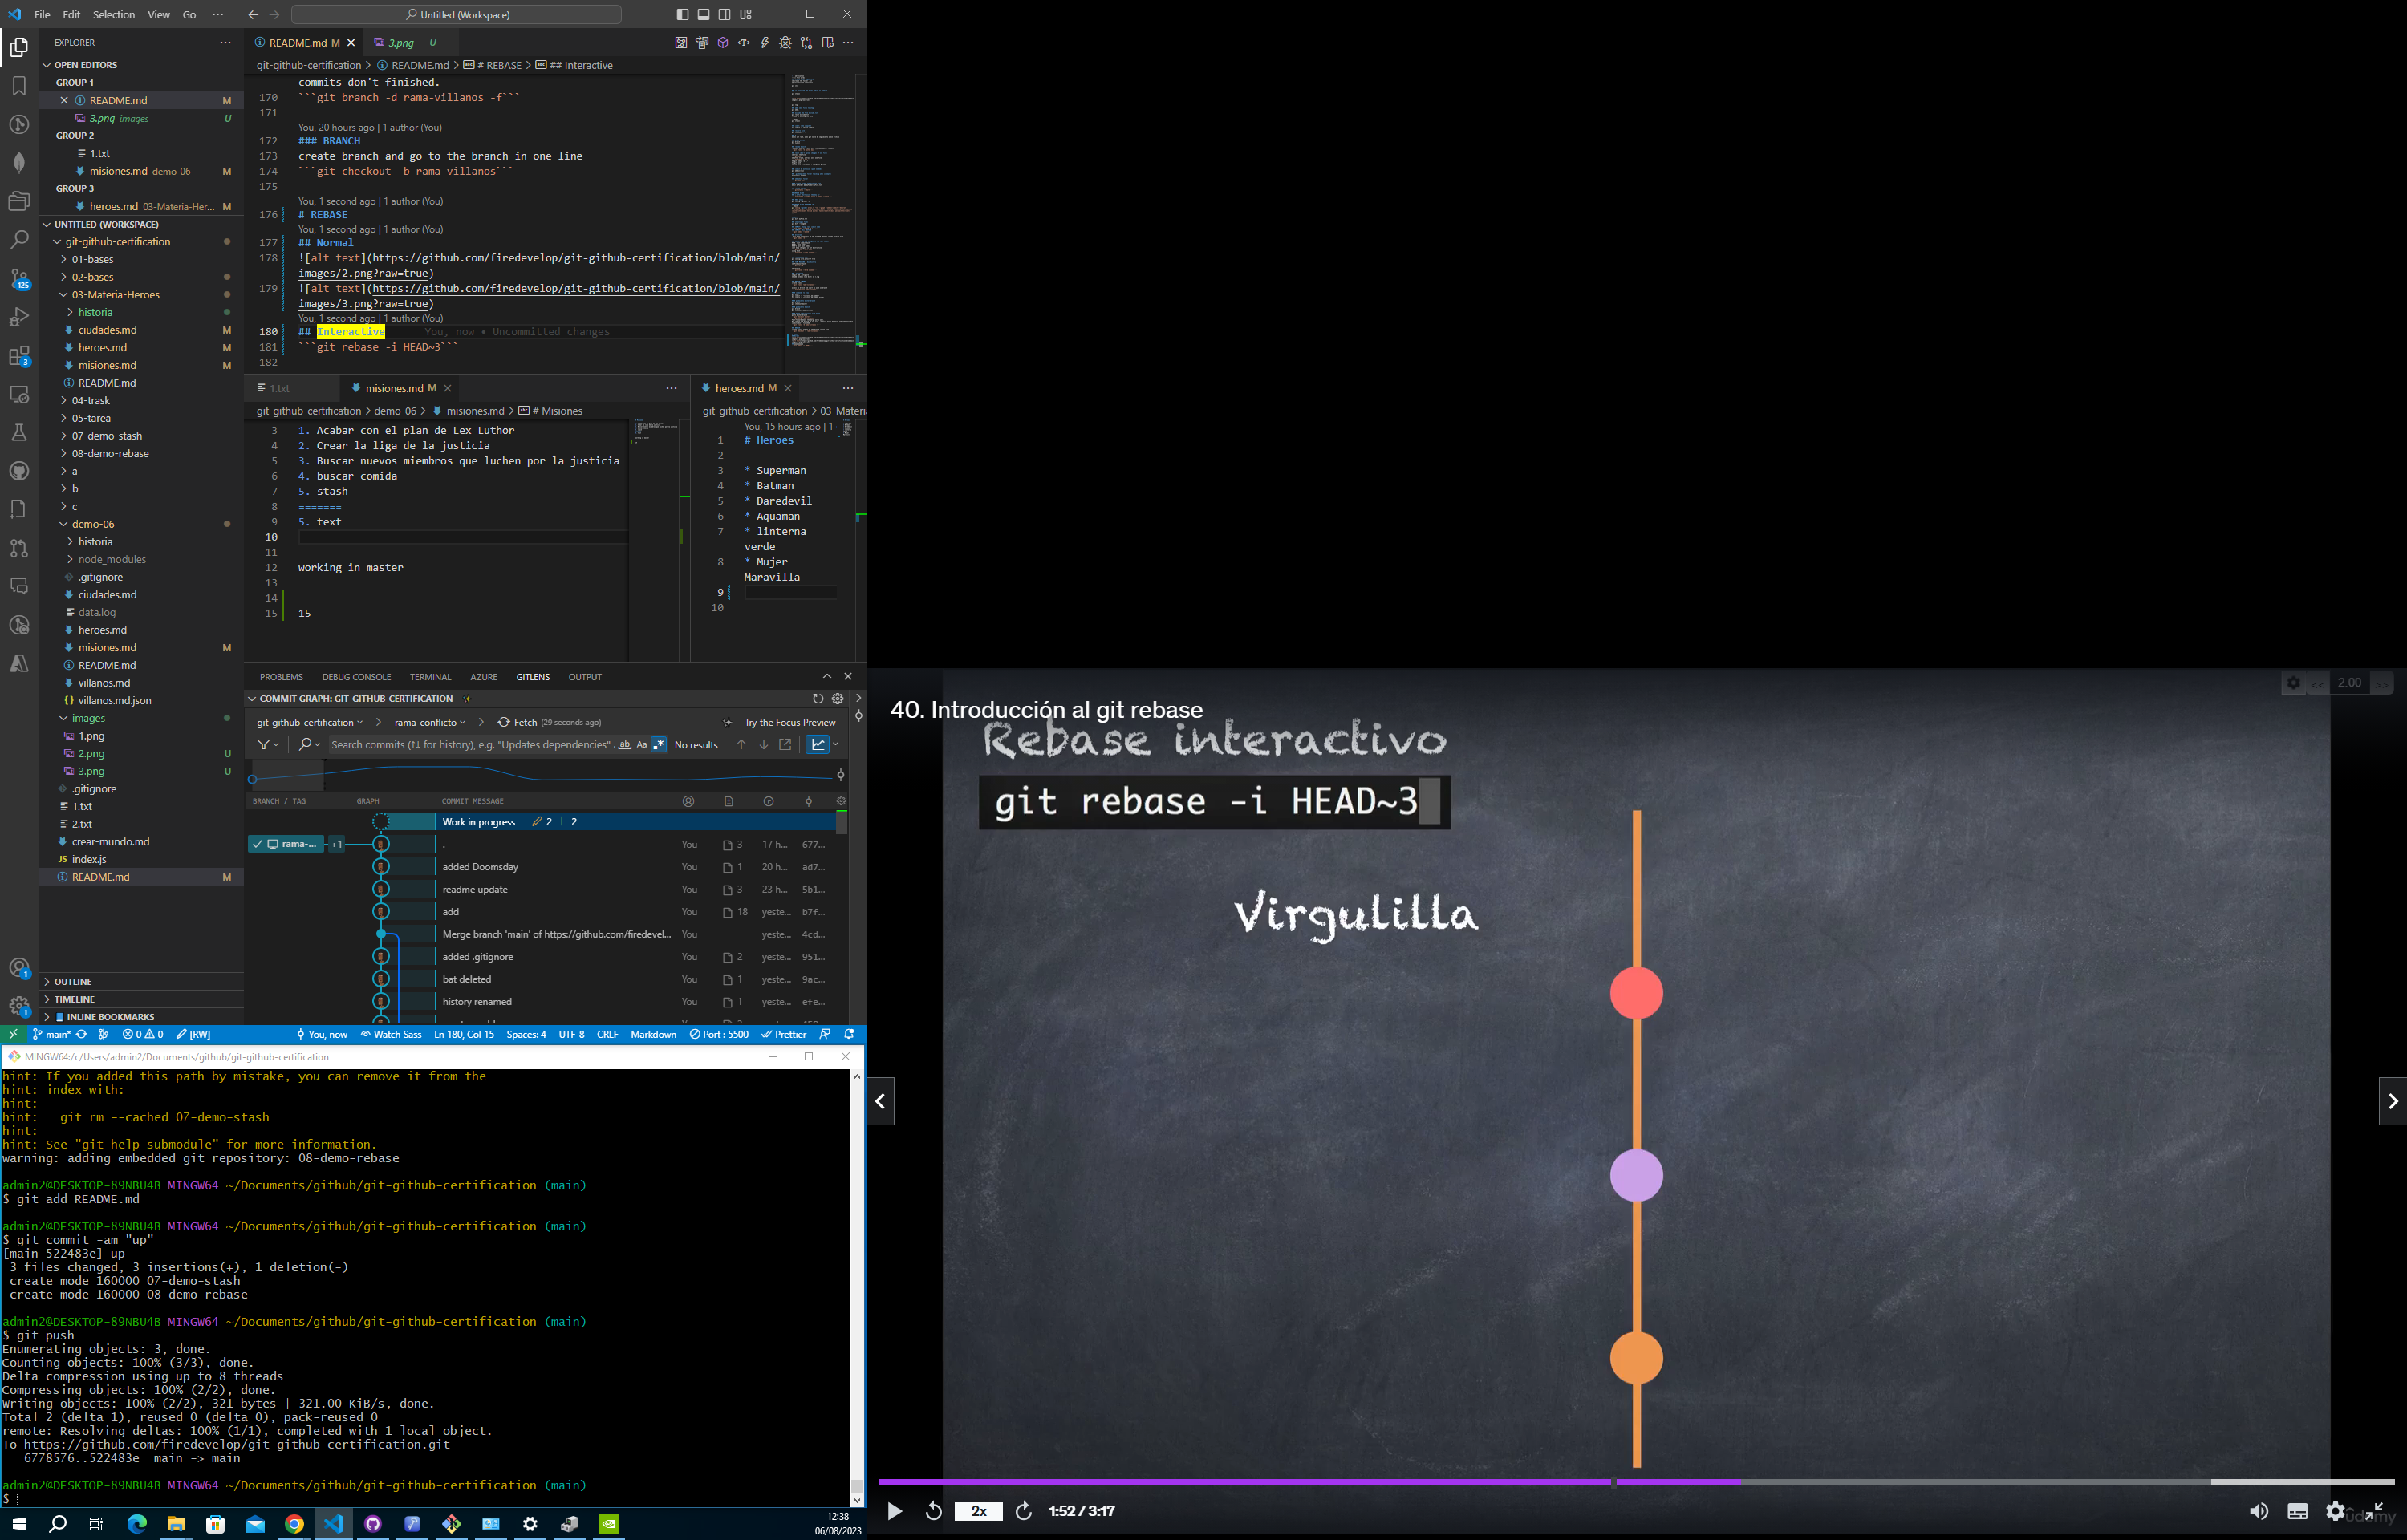 File Edit Selection View Go ··· Untitled (Workspace)
EXPLORER
OPEN EDITORS
GROUP 1
README.md M
3.png images U
GROUP 2
1.txt
misiones.md demo-06 M
GROUP 3
heroes.md 03-Materia-Her... M
UNTITLED (WORKSPACE)
git-github-certification
01-bases
02-bases
03-Materia-Heroes
historia
ciudades.md M
heroes.md M
misiones.md M
README.md
04-trask
05-tarea
07-demo-stash
08-demo-rebase
a
b
c
demo-06
historia
node_modules
.gitignore
ciudades.md
data.log
heroes.md
misiones.md M
README.md
villanos.md
villanos.md.json
images
1.png
2.png U
3.png U
.gitignore
1.txt
2.txt
crear-mundo.md
JS index.js
README.md M
OUTLINE
TIMELINE
INLINE BOOKMARKS
125
3
1
1
README.md M 3.png U
git-github-certification > README.md > # REBASE > ## Interactive
commits don't finished.
170 ```git branch -d rama-villanos -f```
171
You, 20 hours ago | 1 author (You)
172 ### BRANCH
173 create branch and go to the branch in one line
174 ```git checkout -b rama-villanos```
175
You, 1 second ago | 1 author (You)
176 # REBASE
You, 1 second ago | 1 author (You)
177 ## Normal
178 ![alt text](https://github.com/firedevelop/git-github-certification/blob/main/
images/2.png?raw=true)
179 ![alt text](https://github.com/firedevelop/git-github-certification/blob/main/
images/3.png?raw=true)
You, 1 second ago | 1 author (You)
180 ## Interactive You, now • Uncommitted changes
181 ```git rebase -i HEAD~3```
182
1.txt misiones.md M
git-github-certification > demo-06 > misiones.md > # Misiones
3 1. Acabar con el plan de Lex Luthor
4 2. Crear la liga de la justicia
5 3. Buscar nuevos miembros que luchen por la justicia
6 4. buscar comida
7 5. stash
8 =======
9 5. text
10
11
12 working in master
13
14
15 15
heroes.md M
git-github-certification > 03-Materi
You, 15 hours ago | 1
1 # Heroes
2
3 * Superman
4 * Batman
5 * Daredevil
6 * Aquaman
7 * linterna
verde
8 * Mujer
Maravilla
9
10
PROBLEMS DEBUG CONSOLE TERMINAL AZURE GITLENS OUTPUT
COMMIT GRAPH: GIT-GITHUB-CERTIFICATION
git-github-certification > rama-conflicto > Fetch (29 seconds ago) Try the Focus Preview
Search commits (↑↓ for history), e.g. "Updates dependencies" ab Aa No results
BRANCH / TAG GRAPH COMMIT MESSAGE
Work in progress 2 + 2
rama-... +1 . You 3 17 h... 677...
added Doomsday You 1 20 h... ad7...
readme update You 3 23 h... 5b1...
add You 18 yeste... b7f...
Merge branch 'main' of https://github.com/firedevel... You yeste... 4cd...
added .gitignore You 2 yeste... 951...
bat deleted You 1 yeste... 9ac...
history renamed You 1 yeste... efe...
main* 0 0 [RW] You, now Watch Sass Ln 180, Col 15 Spaces: 4 UTF-8 CRLF Markdown Port : 5500 Prettier
MINGW64:/c/Users/admin2/Documents/github/git-github-certification
hint: If you added this path by mistake, you can remove it from the
hint: index with:
hint:
hint: git rm --cached 07-demo-stash
hint:
hint: See "git help submodule" for more information.
warning: adding embedded git repository: 08-demo-rebase
admin2@DESKTOP-89NBU4B MINGW64 ~/Documents/github/git-github-certification (main)
$ git add README.md
admin2@DESKTOP-89NBU4B MINGW64 ~/Documents/github/git-github-certification (main)
$ git commit -am "up"
[main 522483e] up
3 files changed, 3 insertions(+), 1 deletion(-)
create mode 160000 07-demo-stash
create mode 160000 08-demo-rebase
admin2@DESKTOP-89NBU4B MINGW64 ~/Documents/github/git-github-certification (main)
$ git push
Enumerating objects: 3, done.
Counting objects: 100% (3/3), done.
Delta compression using up to 8 threads
Compressing objects: 100% (2/2), done.
Writing objects: 100% (2/2), 321 bytes | 321.00 KiB/s, done.
Total 2 (delta 1), reused 0 (delta 0), pack-reused 0
remote: Resolving deltas: 100% (1/1), completed with 1 local object.
To https://github.com/firedevelop/git-github-certification.git
6778576..522483e main -> main
admin2@DESKTOP-89NBU4B MINGW64 ~/Documents/github/git-github-certification (main)
$
12:38
06/08/2023
<< 2.00 >>
40. Introducción al git rebase
Rebase interactivo
git rebase -i HEAD~3
Virgulilla
2x 1:52 / 3:17
ûdemy